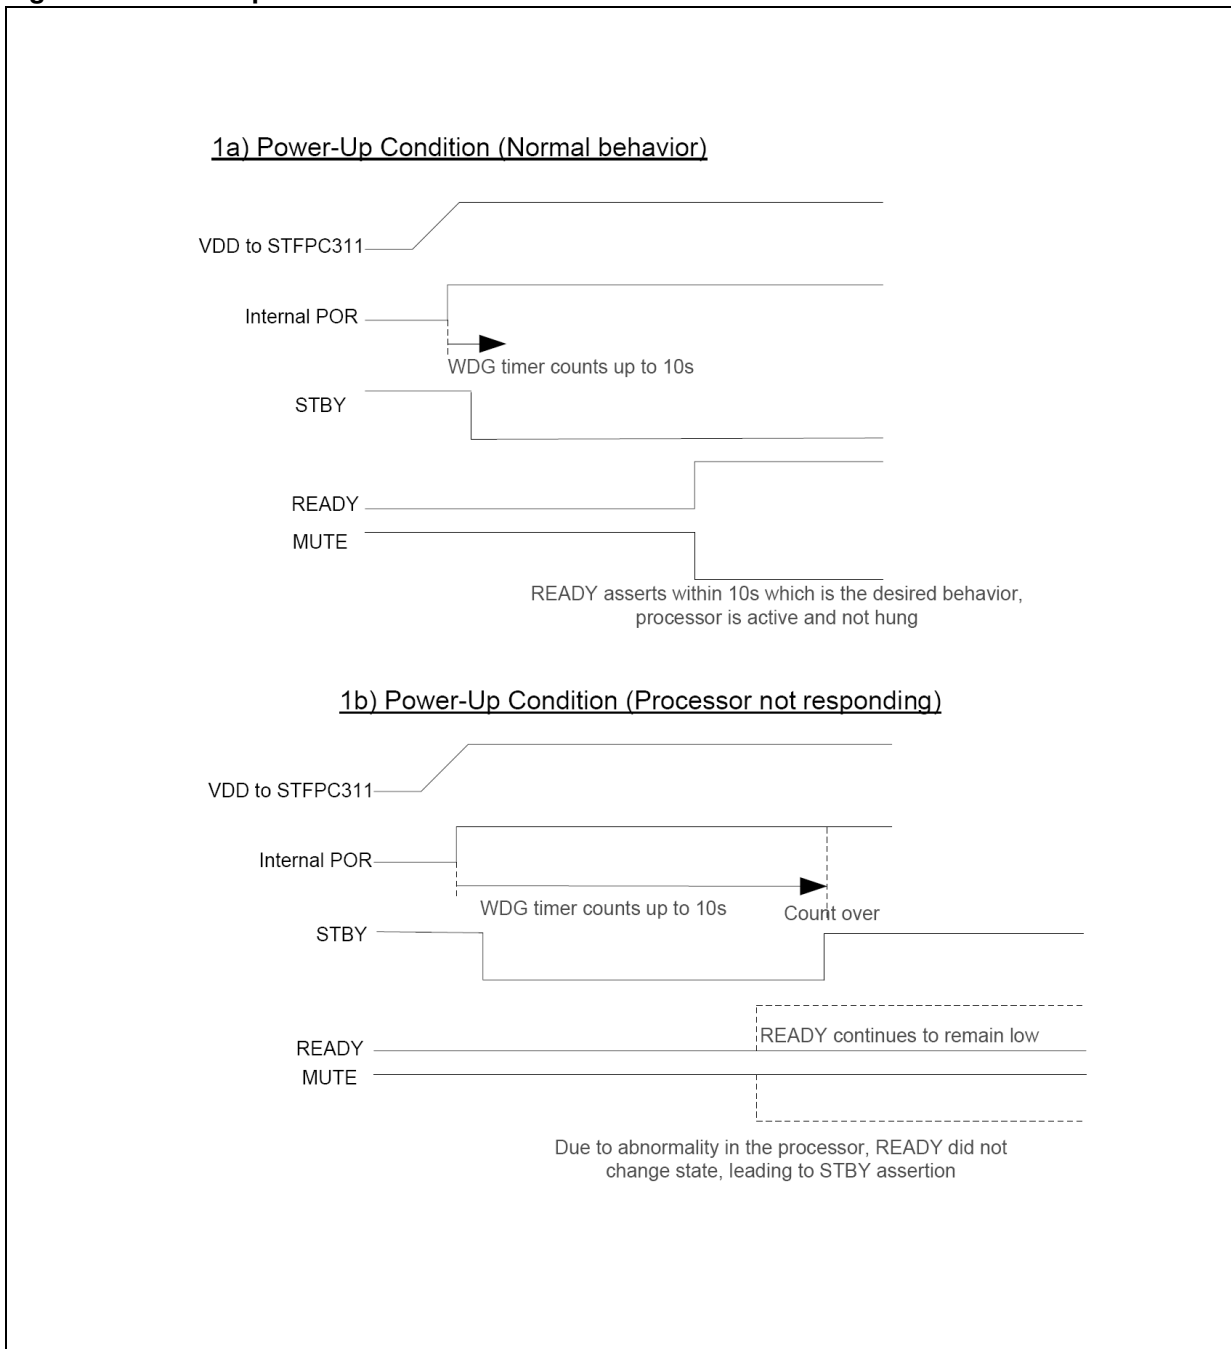 1a) Power-Up Condition (Normal behavior)
VDD to STFPC311
Internal POR
WDG timer counts up to 10s
STBY
READY
MUTE
READY asserts within 10s which is the desired behavior,
processor is active and not hung
1b) Power-Up Condition (Processor not responding)
VDD to STFPC311
Internal POR
WDG timer counts up to 10s
Count over
STBY
READY continues to remain low
READY
MUTE
Due to abnormality in the processor, READY did not
change state, leading to STBY assertion